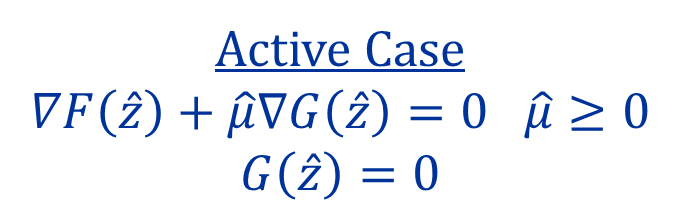 Active Case
∇F(ẑ) + μ̂∇G(ẑ) = 0 μ̂ ≥ 0
G(ẑ) = 0